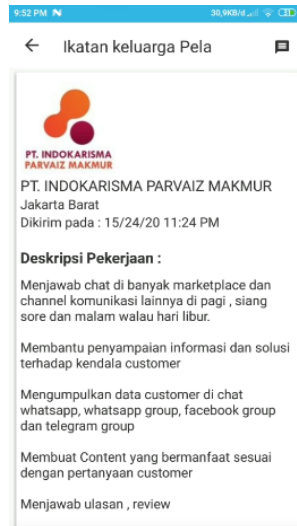 9:52 PM N 30,9KB/d
Ikatan keluarga Pela
PT. INDOKARISMA
PARVAIZ MAKMUR
PT. INDOKARISMA PARVAIZ MAKMUR
Jakarta Barat
Dikirim pada : 15/24/20 11:24 PM
Deskripsi Pekerjaan :
Menjawab chat di banyak marketplace dan
channel komunikasi lainnya di pagi , siang
sore dan malam walau hari libur.
Membantu penyampaian informasi dan solusi
terhadap kendala customer
Mengumpulkan data customer di chat
whatsapp, whatsapp group, facebook group
dan telegram group
Membuat Content yang bermanfaat sesuai
dengan pertanyaan customer
Menjawab ulasan , review